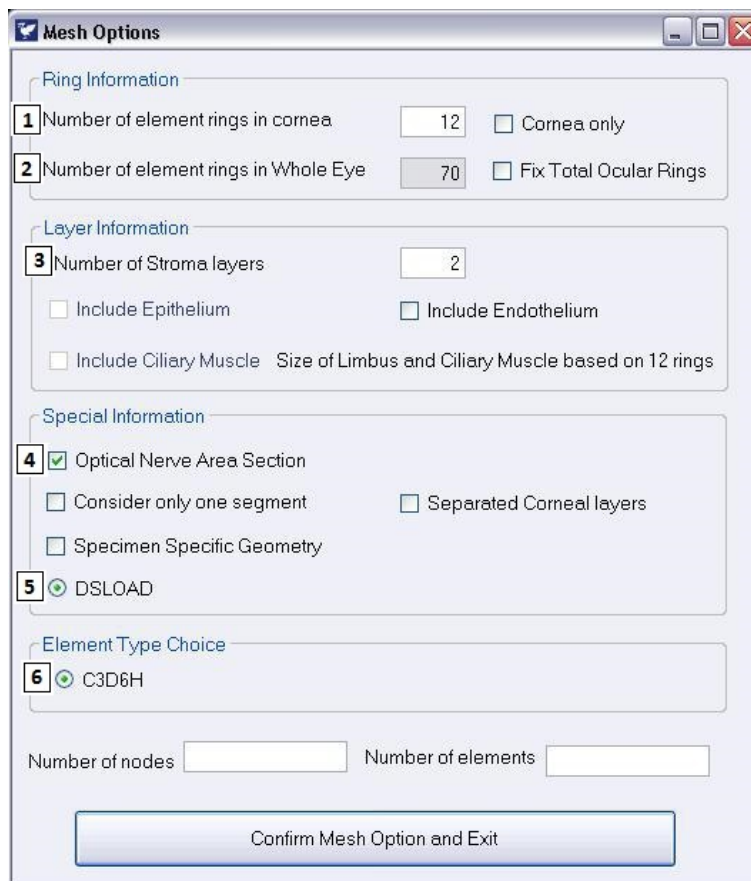 Mesh Options
Ring Information
1 Number of element rings in cornea 12 Cornea only
2 Number of element rings in Whole Eye 70 Fix Total Ocular Rings
Layer Information
3 Number of Stroma layers 2
Include Epithelium Include Endothelium
Include Ciliary Muscle Size of Limbus and Ciliary Muscle based on 12 rings
Special Information
4 Optical Nerve Area Section
Consider only one segment Separated Corneal layers
Specimen Specific Geometry
5 DSLOAD
Element Type Choice
6 C3D6H
Number of nodes Number of elements
Confirm Mesh Option and Exit